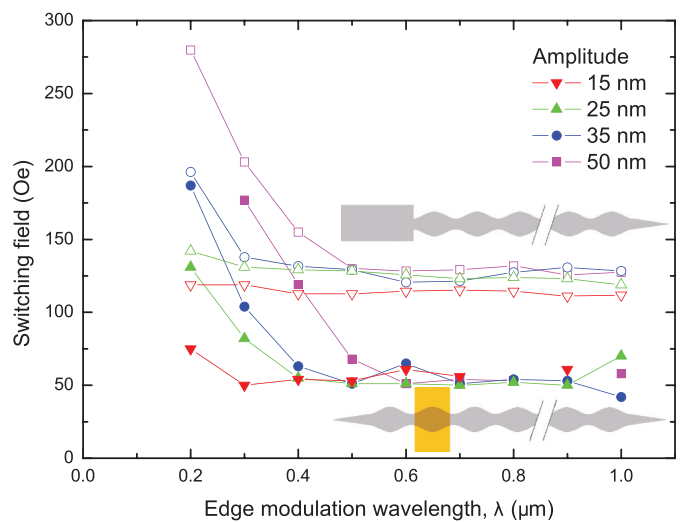 300
250
200
150
100
50
0
Switching field (Oe)
Amplitude
15 nm
25 nm
35 nm
50 nm
0.0 0.2 0.4 0.6 0.8 1.0
Edge modulation wavelength, λ (µm)